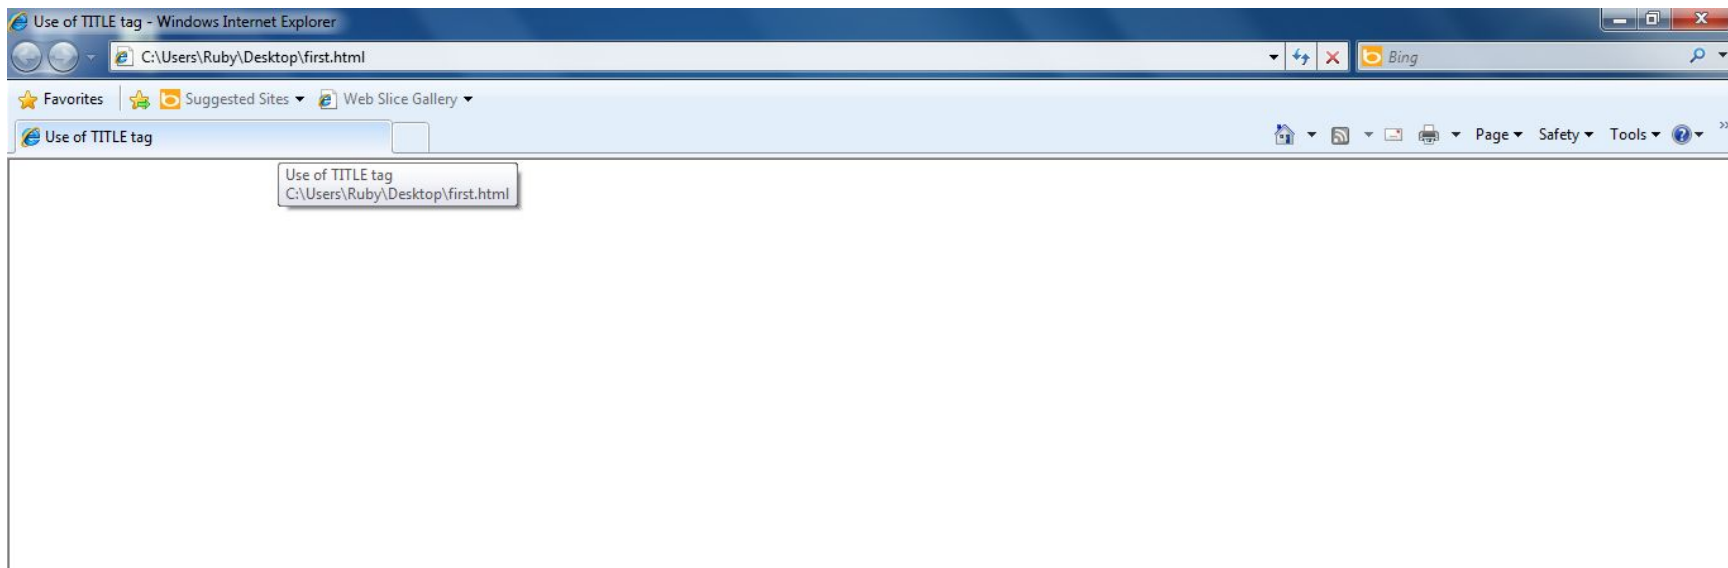 Use of TITLE tag - Windows Internet Explorer
C:\Users\Ruby\Desktop\first.html
Bing
Favorites Suggested Sites Web Slice Gallery
Use of TITLE tag
Page Safety Tools
Use of TITLE tag
C:\Users\Ruby\Desktop\first.html